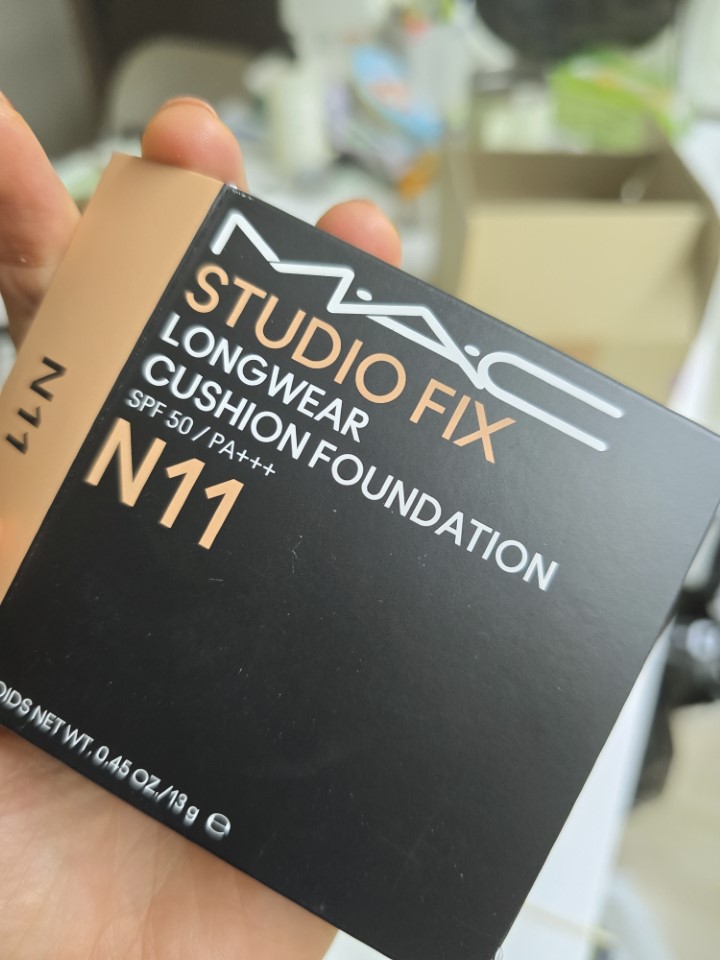 M·A·C
STUDIO FIX
LONGWEAR
CUSHION FOUNDATION
SPF 50 / PA+++
N11
N11
NET WT. 0.45 OZ./13 g ℮